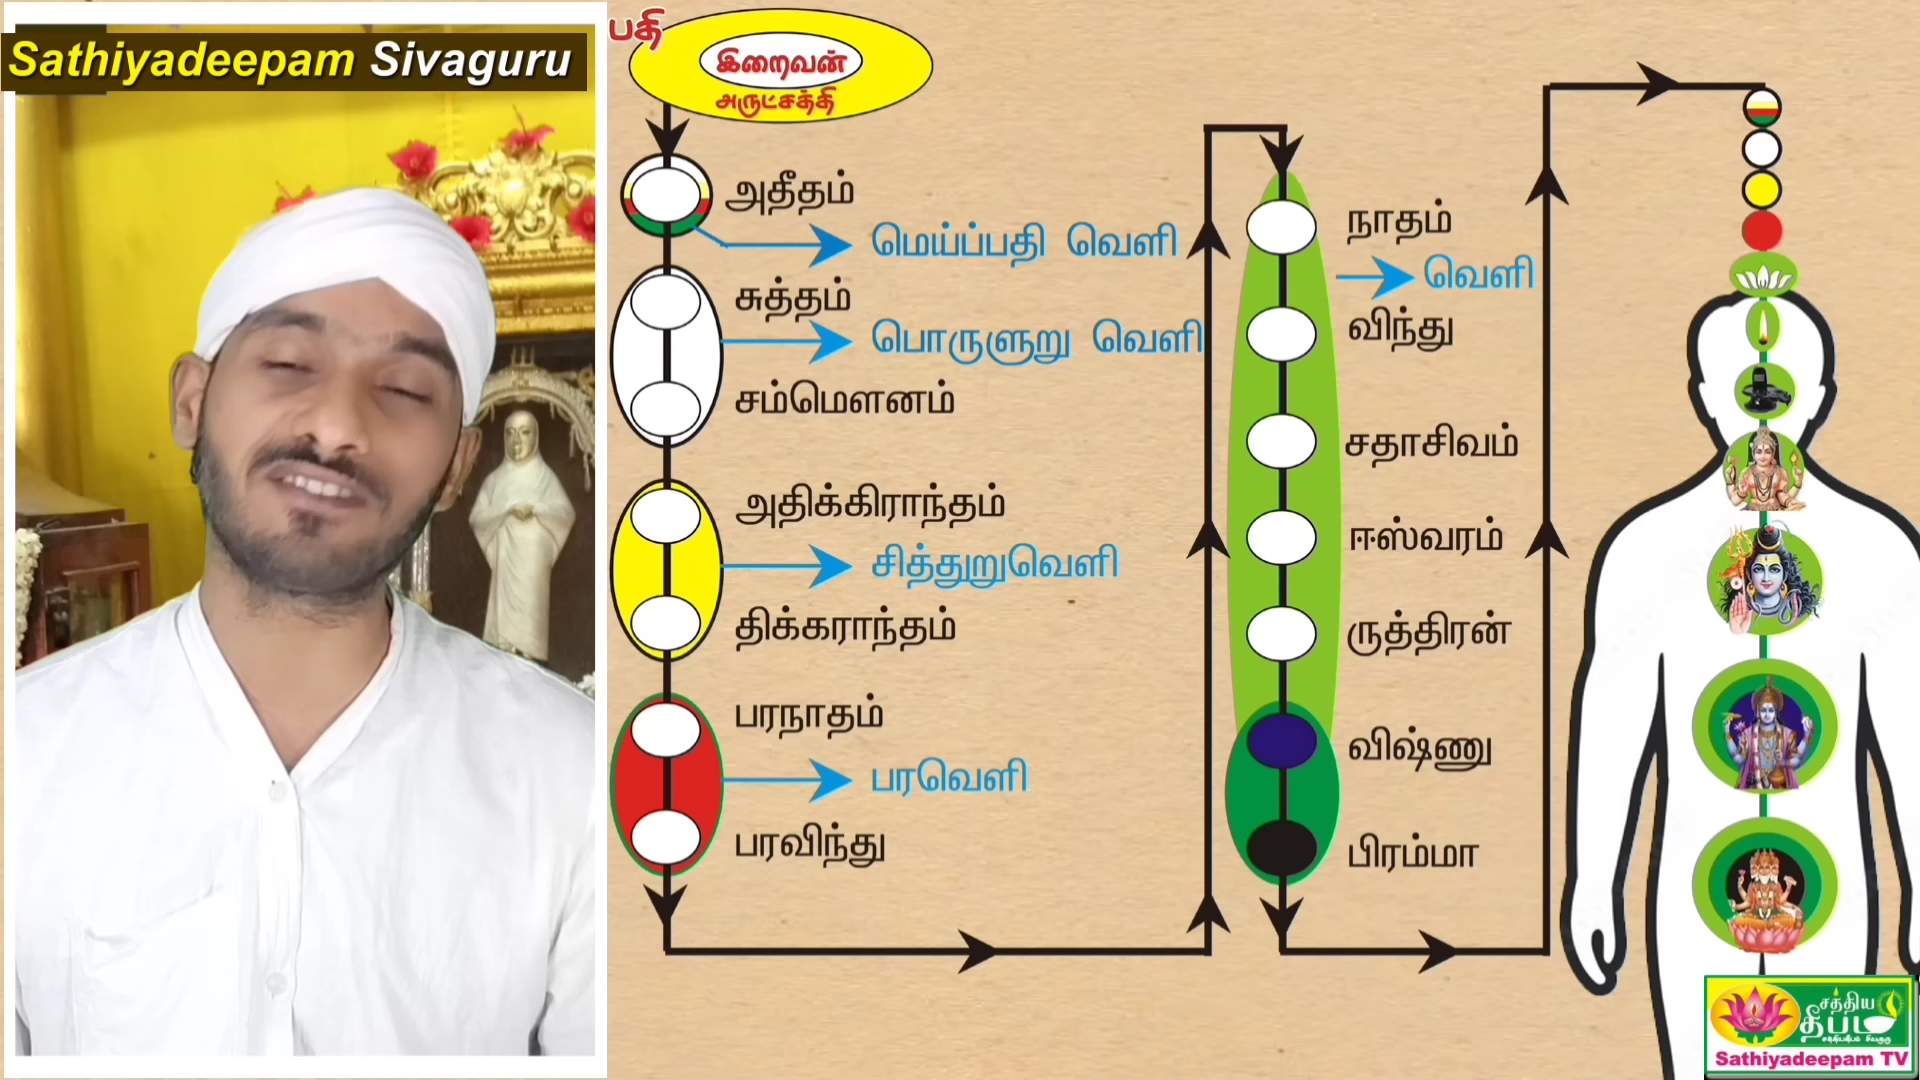 Sathiyadeepam Sivaguru
பதி
இறைவன்
அருட்சத்தி
அதீதம்
மெய்ப்பதி வெளி
சுத்தம்
பொருளுறு வெளி
சம்மௌனம்
அதிக்கிராந்தம்
சித்துறுவெளி
திக்கராந்தம்
பரநாதம்
பரவெளி
பரவிந்து
நாதம்
வெளி
விந்து
சதாசிவம்
ஈஸ்வரம்
ருத்திரன்
விஷ்ணு
பிரம்மா
சத்திய
தீபம்
Sathiyadeepam TV